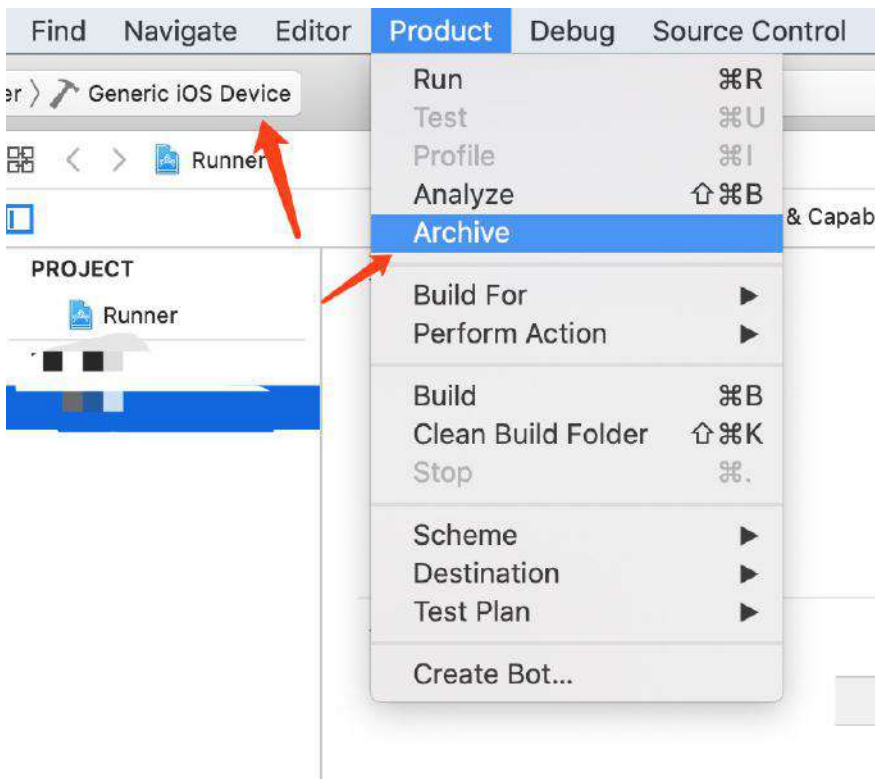 Find Navigate Editor Product Debug Source Control
er 〉 Generic iOS Device
Runner
& Capab
PROJECT
Runner
Run ⌘R
Test ⌘U
Profile ⌘I
Analyze ⇧⌘B
Archive
Build For ▶
Perform Action ▶
Build ⌘B
Clean Build Folder ⇧⌘K
Stop ⌘.
Scheme ▶
Destination ▶
Test Plan ▶
Create Bot...